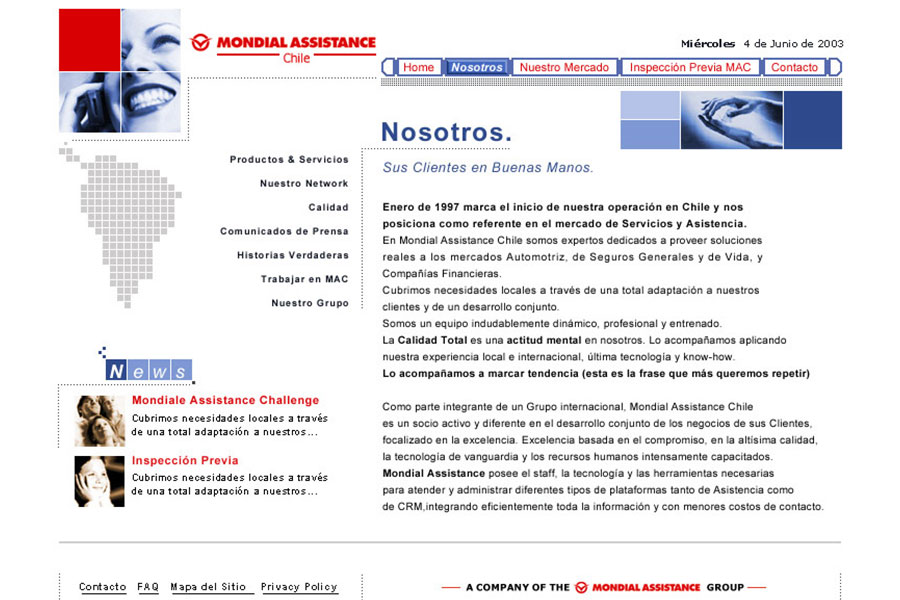 MONDIAL ASSISTANCE
Chile
Miércoles 4 de Junio de 2003
Home Nosotros Nuestro Mercado Inspección Previa MAC Contacto
Nosotros.
Sus Clientes en Buenas Manos.
Productos & Servicios
Nuestro Network
Calidad
Comunicados de Prensa
Historias Verdaderas
Trabajar en MAC
Nuestro Grupo
Enero de 1997 marca el inicio de nuestra operación en Chile y nos
posiciona como referente en el mercado de Servicios y Asistencia.
En Mondial Assistance Chile somos expertos dedicados a proveer soluciones
reales a los mercados Automotriz, de Seguros Generales y de Vida, y
Compañías Financieras.
Cubrimos necesidades locales a través de una total adaptación a nuestros
clientes y de un desarrollo conjunto.
Somos un equipo indudablemente dinámico, profesional y entrenado.
La Calidad Total es una actitud mental en nosotros. Lo acompañamos aplicando
nuestra experiencia local e internacional, última tecnología y know-how.
Lo acompañamos a marcar tendencia (esta es la frase que más queremos repetir)
Como parte integrante de un Grupo internacional, Mondial Assistance Chile
es un socio activo y diferente en el desarrollo conjunto de los negocios de sus Clientes,
focalizado en la excelencia. Excelencia basada en el compromiso, en la altísima calidad,
la tecnología de vanguardia y los recursos humanos intensamente capacitados.
Mondial Assistance posee el staff, la tecnología y las herramientas necesarias
para atender y administrar diferentes tipos de plataformas tanto de Asistencia como
de CRM,integrando eficientemente toda la información y con menores costos de contacto.
News
Mondiale Assistance Challenge
Cubrimos necesidades locales a través
de una total adaptación a nuestros...
Inspección Previa
Cubrimos necesidades locales a través
de una total adaptación a nuestros...
Contacto FAQ Mapa del Sitio Privacy Policy
A COMPANY OF THE MONDIAL ASSISTANCE GROUP